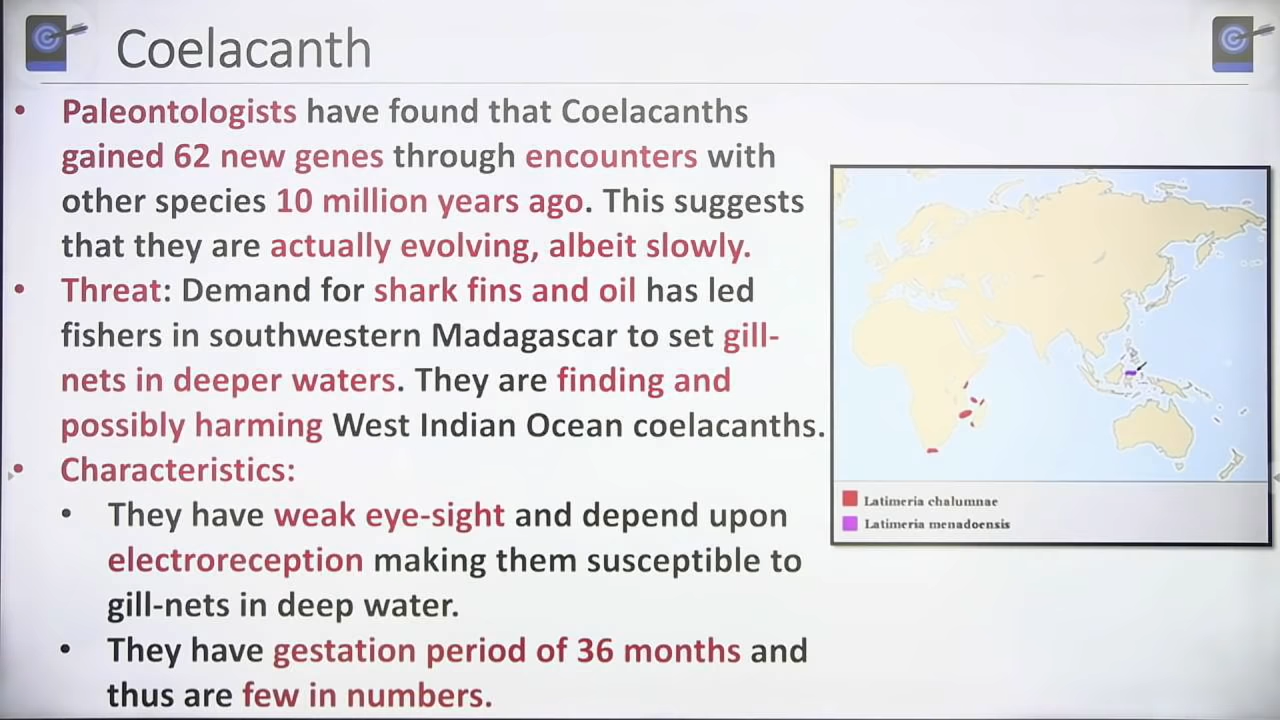 Coelacanth
• Paleontologists have found that Coelacanths
gained 62 new genes through encounters with
other species 10 million years ago. This suggests
that they are actually evolving, albeit slowly.
• Threat: Demand for shark fins and oil has led
fishers in southwestern Madagascar to set gill-
nets in deeper waters. They are finding and
possibly harming West Indian Ocean coelacanths.
• Characteristics:
• They have weak eye-sight and depend upon
electroreception making them susceptible to
gill-nets in deep water.
• They have gestation period of 36 months and
thus are few in numbers.
Latimeria chalumnae
Latimeria menadoensis